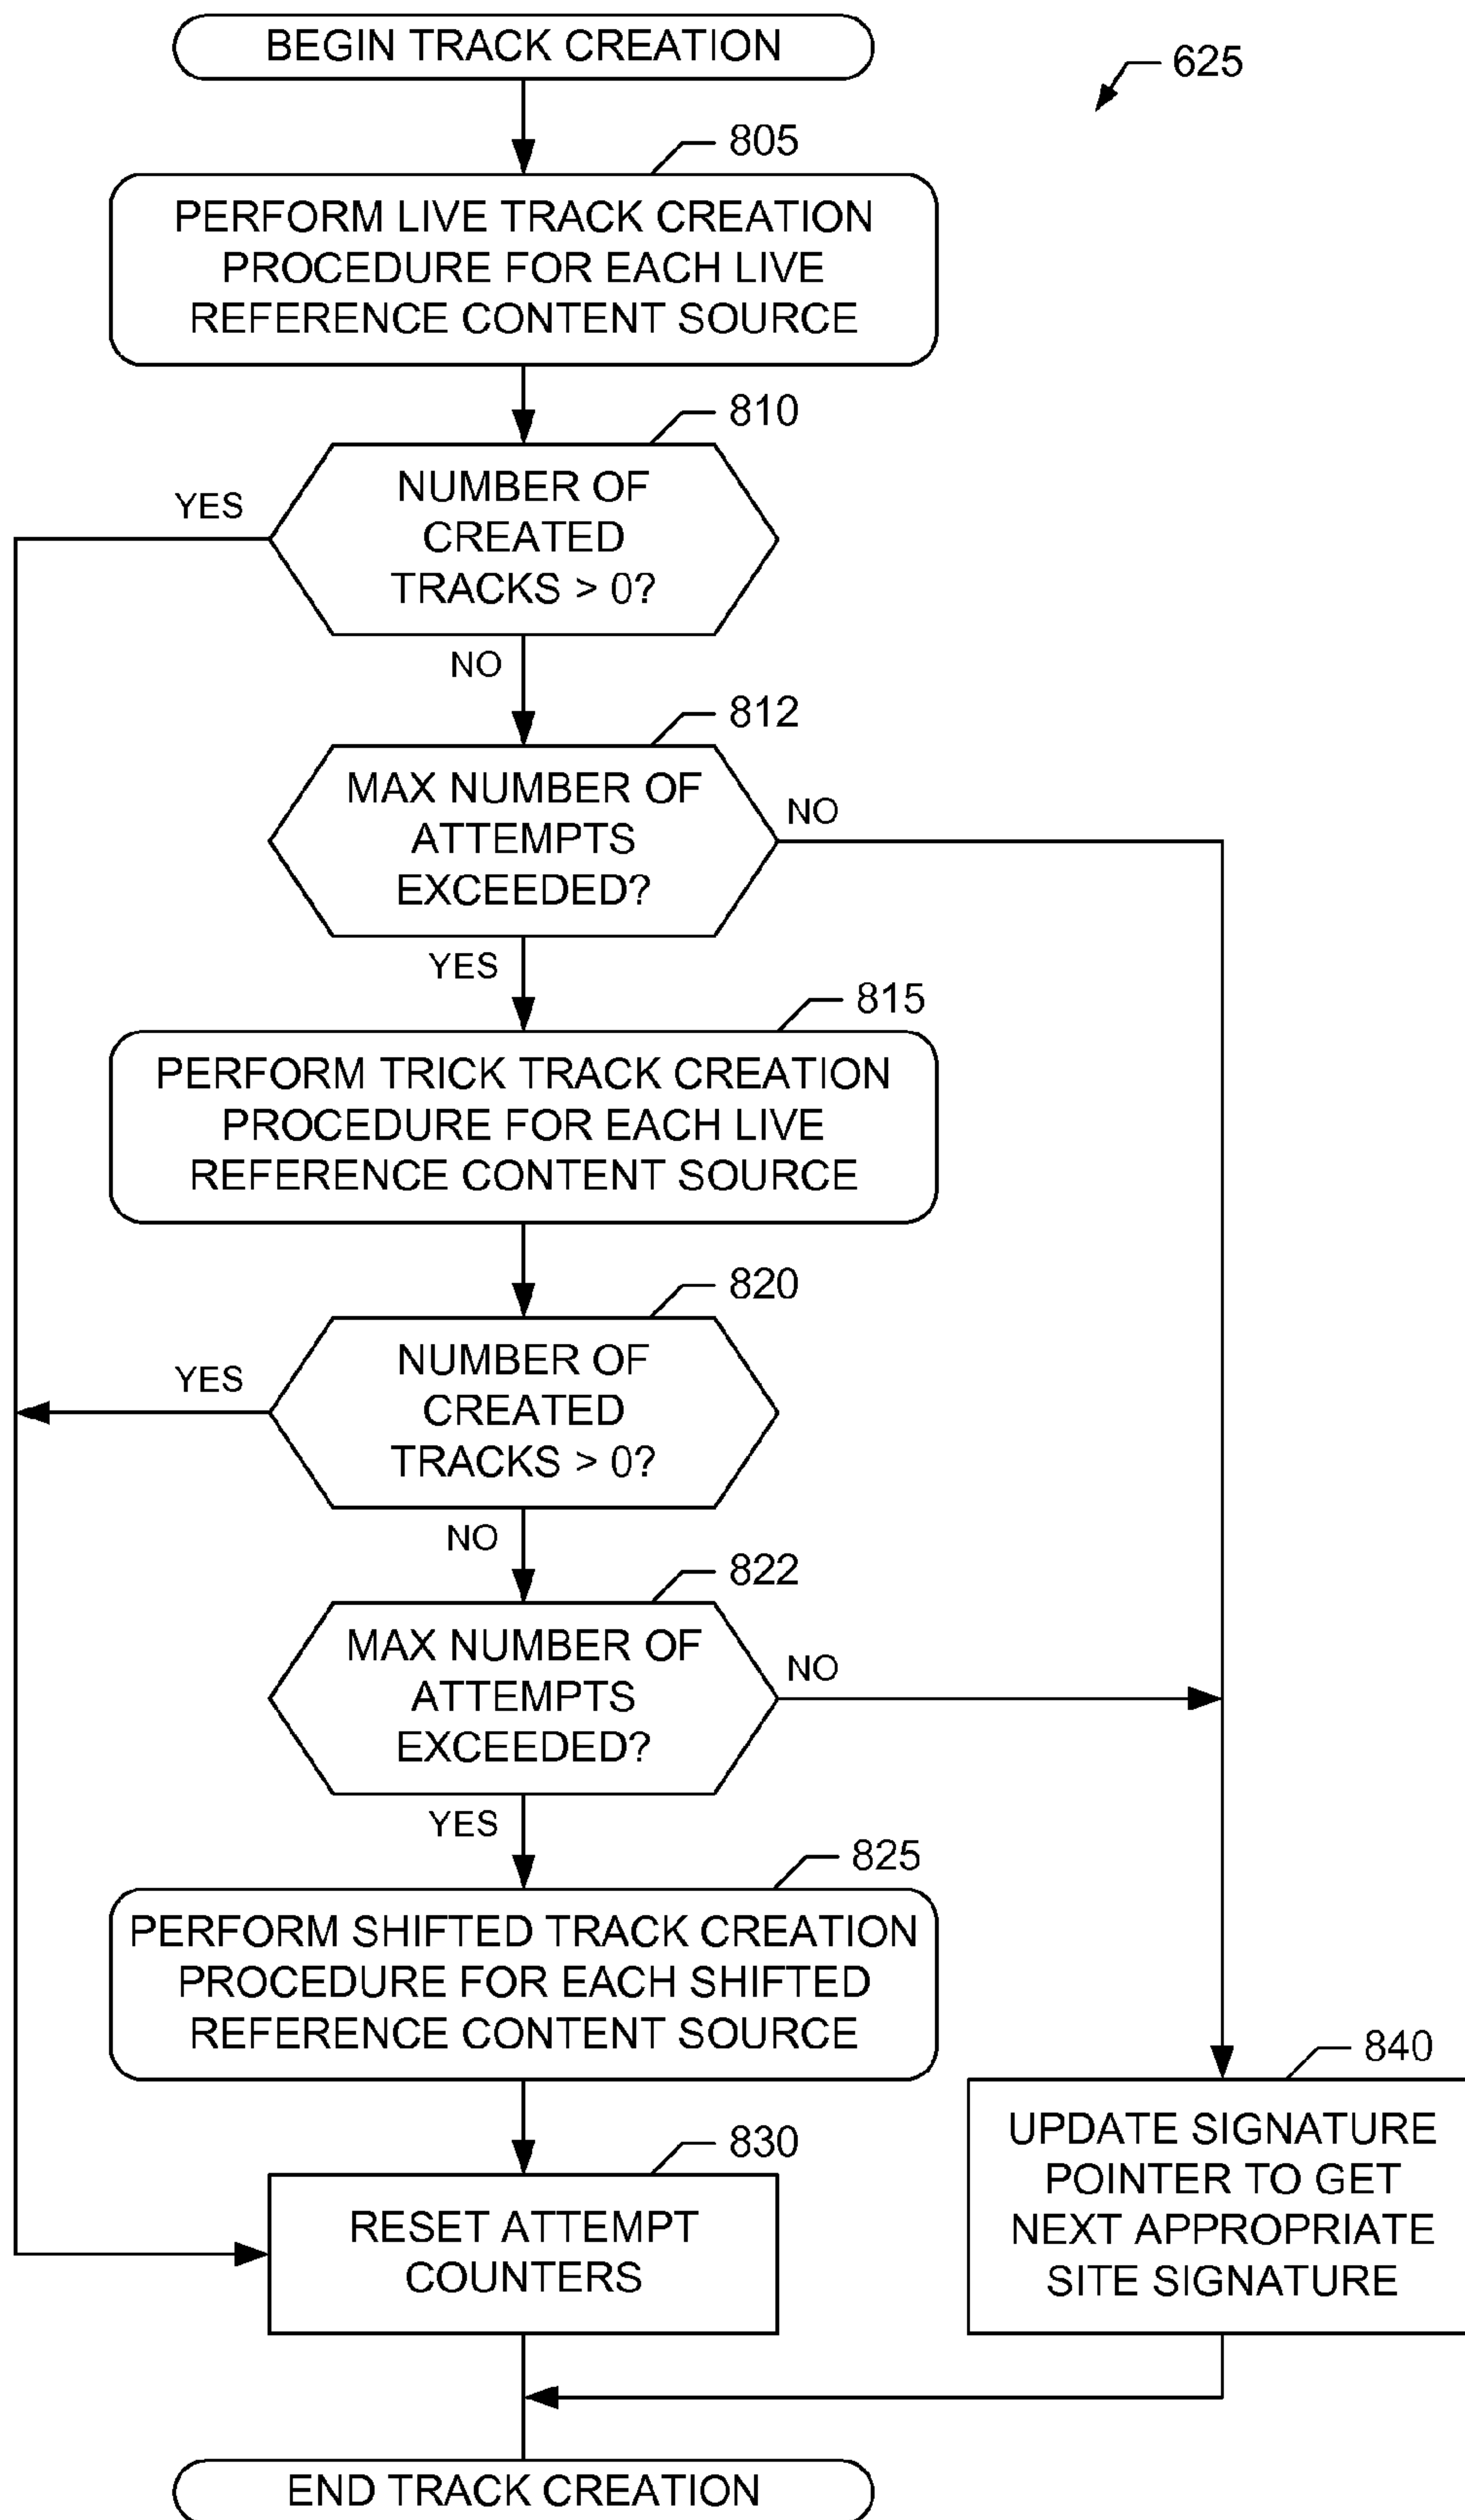 BEGIN TRACK CREATION
625
805
PERFORM LIVE TRACK CREATION
PROCEDURE FOR EACH LIVE
REFERENCE CONTENT SOURCE
810
NUMBER OF
CREATED
TRACKS > 0?
YES
NO
812
MAX NUMBER OF
ATTEMPTS
EXCEEDED?
NO
YES
815
PERFORM TRICK TRACK CREATION
PROCEDURE FOR EACH LIVE
REFERENCE CONTENT SOURCE
820
NUMBER OF
CREATED
TRACKS > 0?
YES
NO
822
MAX NUMBER OF
ATTEMPTS
EXCEEDED?
NO
YES
825
PERFORM SHIFTED TRACK CREATION
PROCEDURE FOR EACH SHIFTED
REFERENCE CONTENT SOURCE
830
RESET ATTEMPT
COUNTERS
840
UPDATE SIGNATURE
POINTER TO GET
NEXT APPROPRIATE
SITE SIGNATURE
END TRACK CREATION